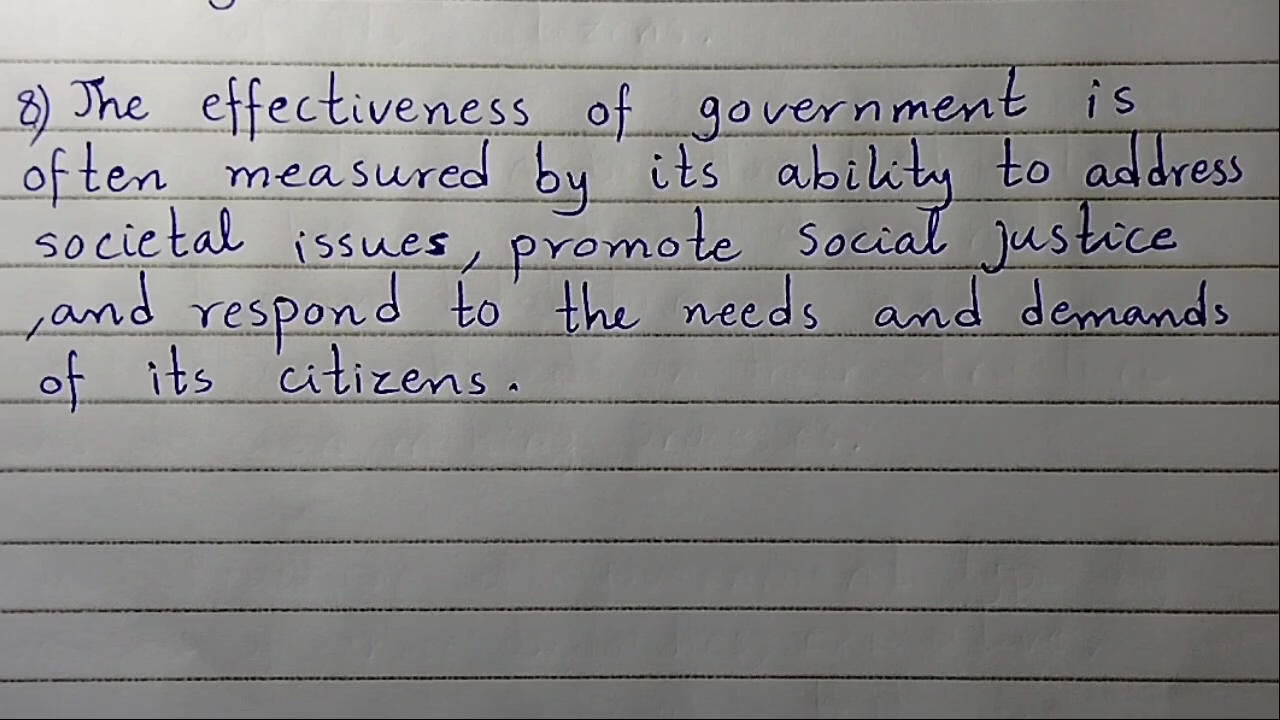 8) The effectiveness of government is
often measured by its ability to address
societal issues, promote social justice
,and respond to the needs and demands
of its citizens.